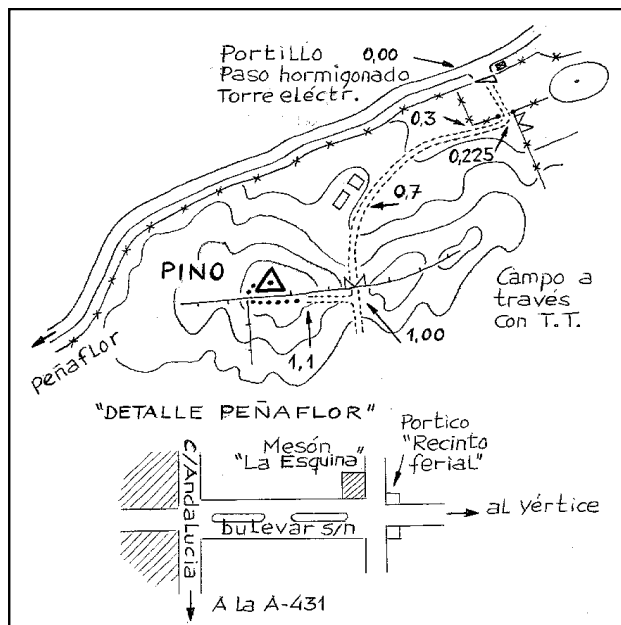 Portillo 0,00
Paso hormigonado
Torre eléctr.
0,3
0,225
0,7
PINO
Campo a
través
con T.T.
1,00
1,1
Peñaflor
"DETALLE PEÑAFLOR"
Portico
"Recinto
ferial"
Mesón
"La Esquina"
C/Andalucía
bulevar s/n
al vértice
A la A-431